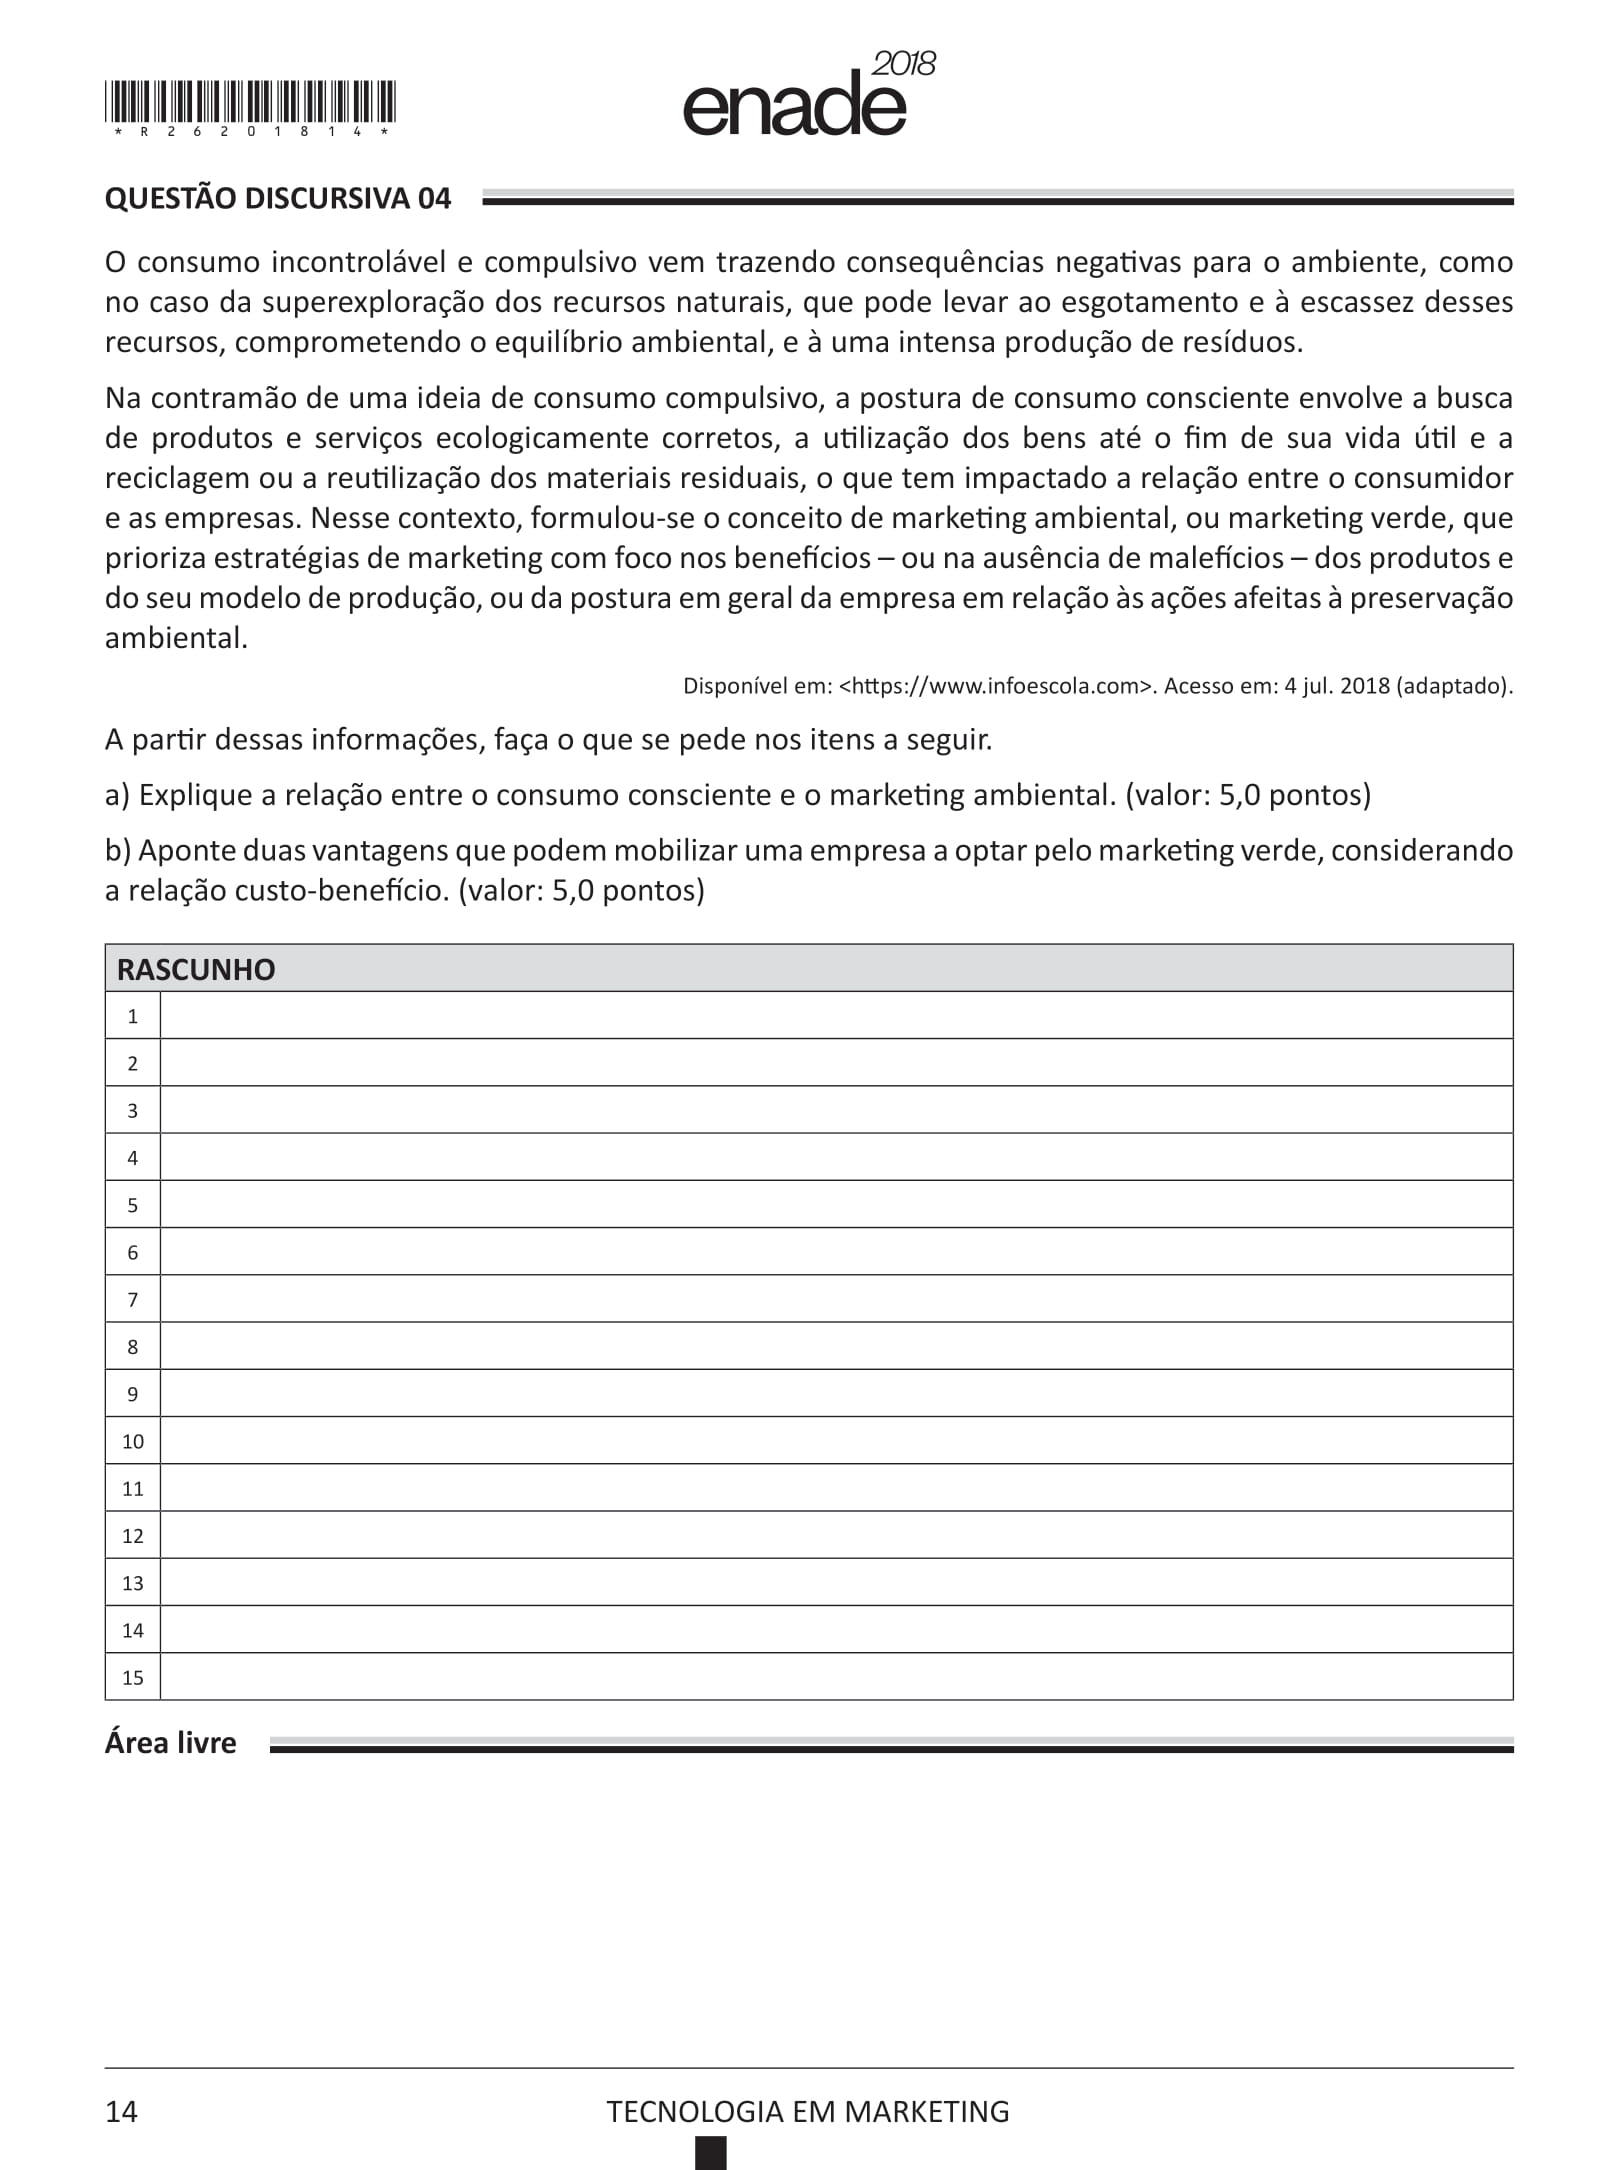 2018
enade
* R 2 6 2 0 1 8 1 4 *
QUESTÃO DISCURSIVA 04
O consumo incontrolável e compulsivo vem trazendo consequências negativas para o ambiente, como
no caso da superexploração dos recursos naturais, que pode levar ao esgotamento e à escassez desses
recursos, comprometendo o equilíbrio ambiental, e à uma intensa produção de resíduos.
Na contramão de uma ideia de consumo compulsivo, a postura de consumo consciente envolve a busca
de produtos e serviços ecologicamente corretos, a utilização dos bens até o fim de sua vida útil e a
reciclagem ou a reutilização dos materiais residuais, o que tem impactado a relação entre o consumidor
e as empresas. Nesse contexto, formulou-se o conceito de marketing ambiental, ou marketing verde, que
prioriza estratégias de marketing com foco nos benefícios – ou na ausência de malefícios – dos produtos e
do seu modelo de produção, ou da postura em geral da empresa em relação às ações afeitas à preservação
ambiental.
Disponível em: <https://www.infoescola.com>. Acesso em: 4 jul. 2018 (adaptado).
A partir dessas informações, faça o que se pede nos itens a seguir.
a) Explique a relação entre o consumo consciente e o marketing ambiental. (valor: 5,0 pontos)
b) Aponte duas vantagens que podem mobilizar uma empresa a optar pelo marketing verde, considerando
a relação custo-benefício. (valor: 5,0 pontos)
RASCUNHO
1
2
3
4
5
6
7
8
9
10
11
12
13
14
15
Área livre
14
TECNOLOGIA EM MARKETING